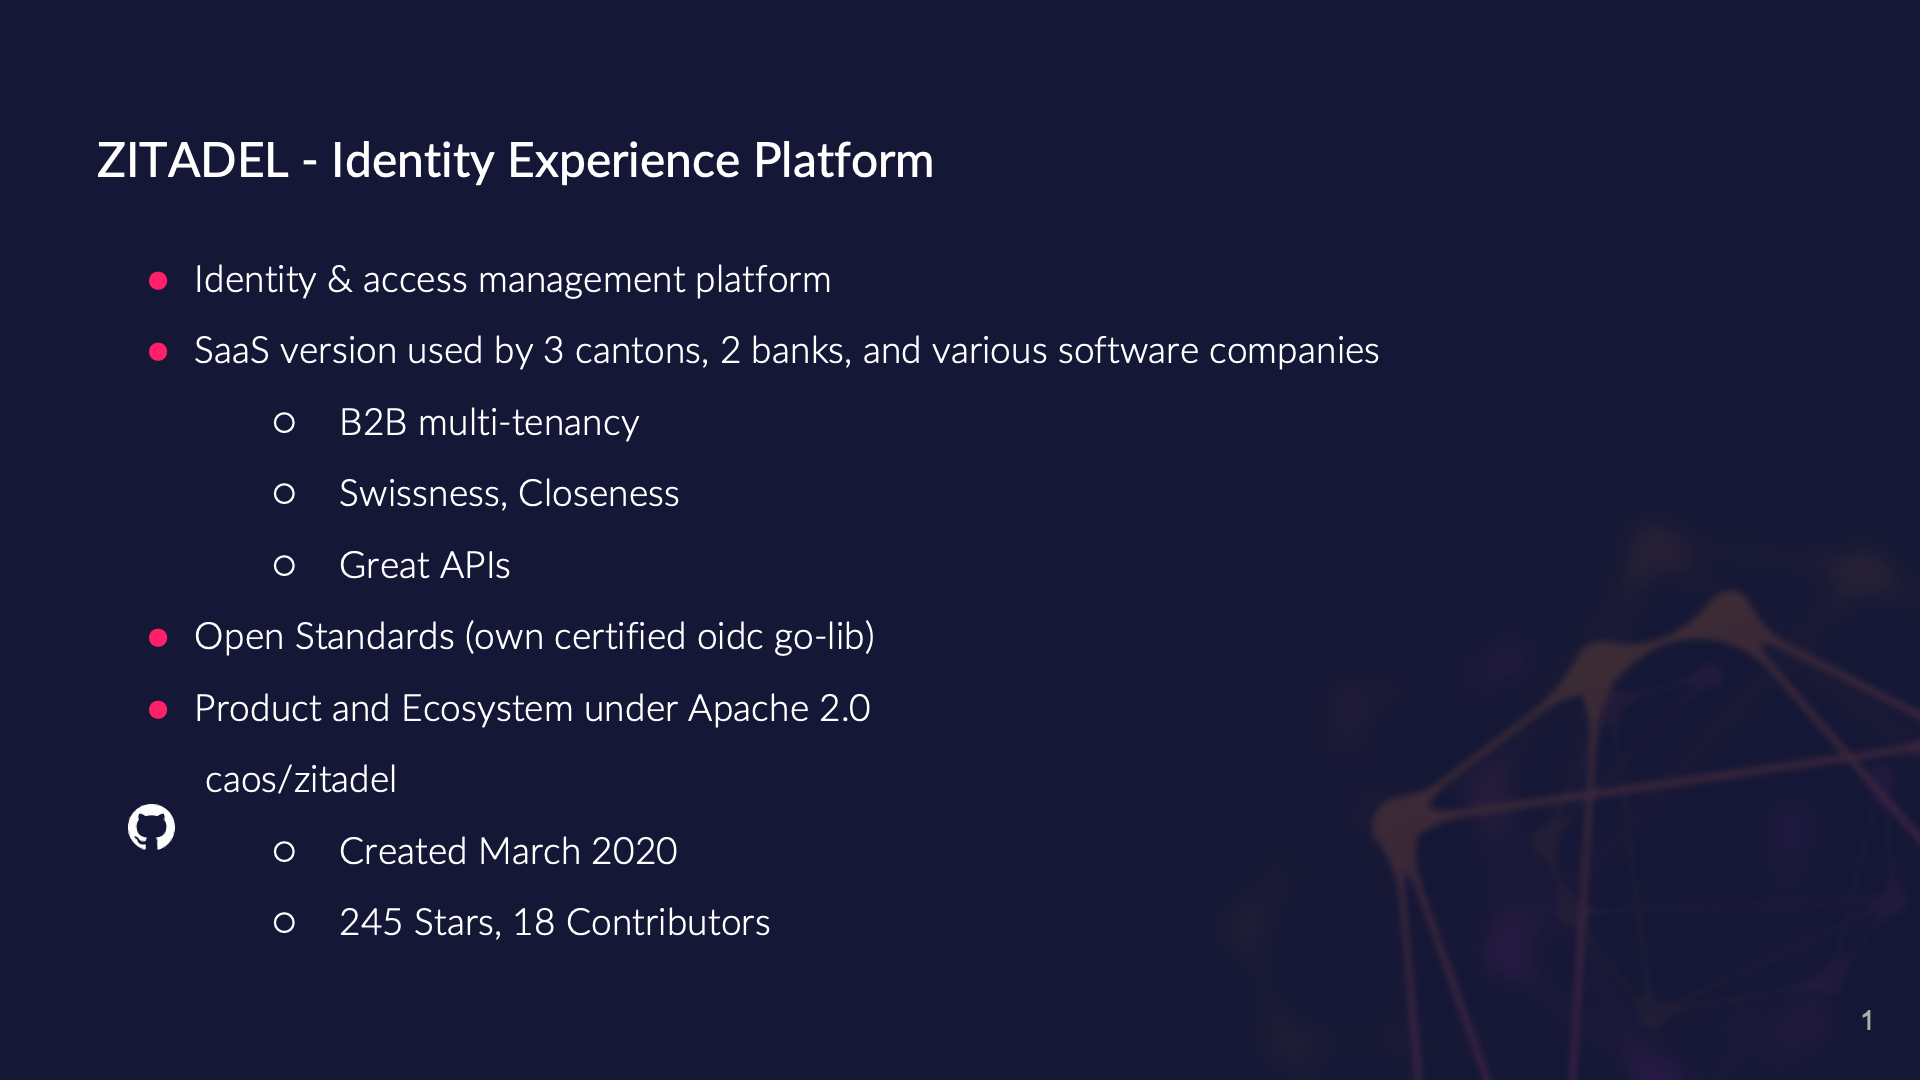 ZITADEL - Identity Experience Platform
● Identity & access management platform
● SaaS version used by 3 cantons, 2 banks, and various software companies
○ B2B multi-tenancy
○ Swissness, Closeness
○ Great APIs
● Open Standards (own certified oidc go-lib)
● Product and Ecosystem under Apache 2.0
caos/zitadel
○ Created March 2020
○ 245 Stars, 18 Contributors
1